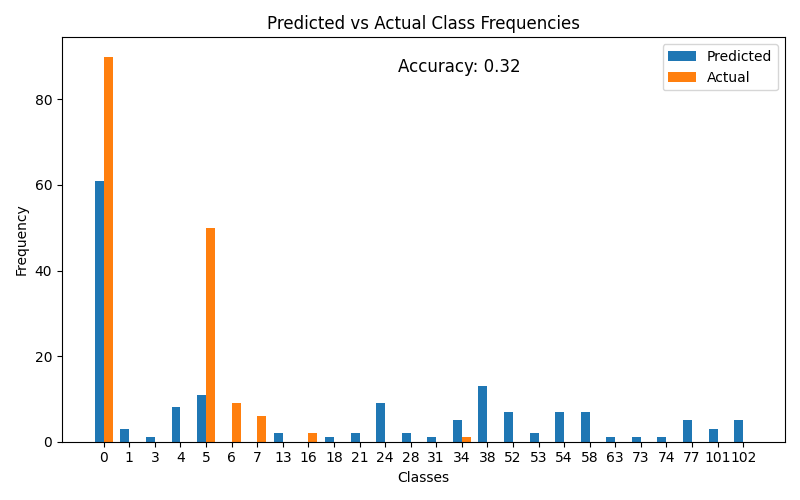 Predicted vs Actual Class Frequencies
Accuracy: 0.32
Predicted
Actual
Frequency
80
60
40
20
0
0 1 3 4 5 6 7 13 16 18 21 24 28 31 34 38 52 53 54 58 63 73 74 77 101 102
Classes